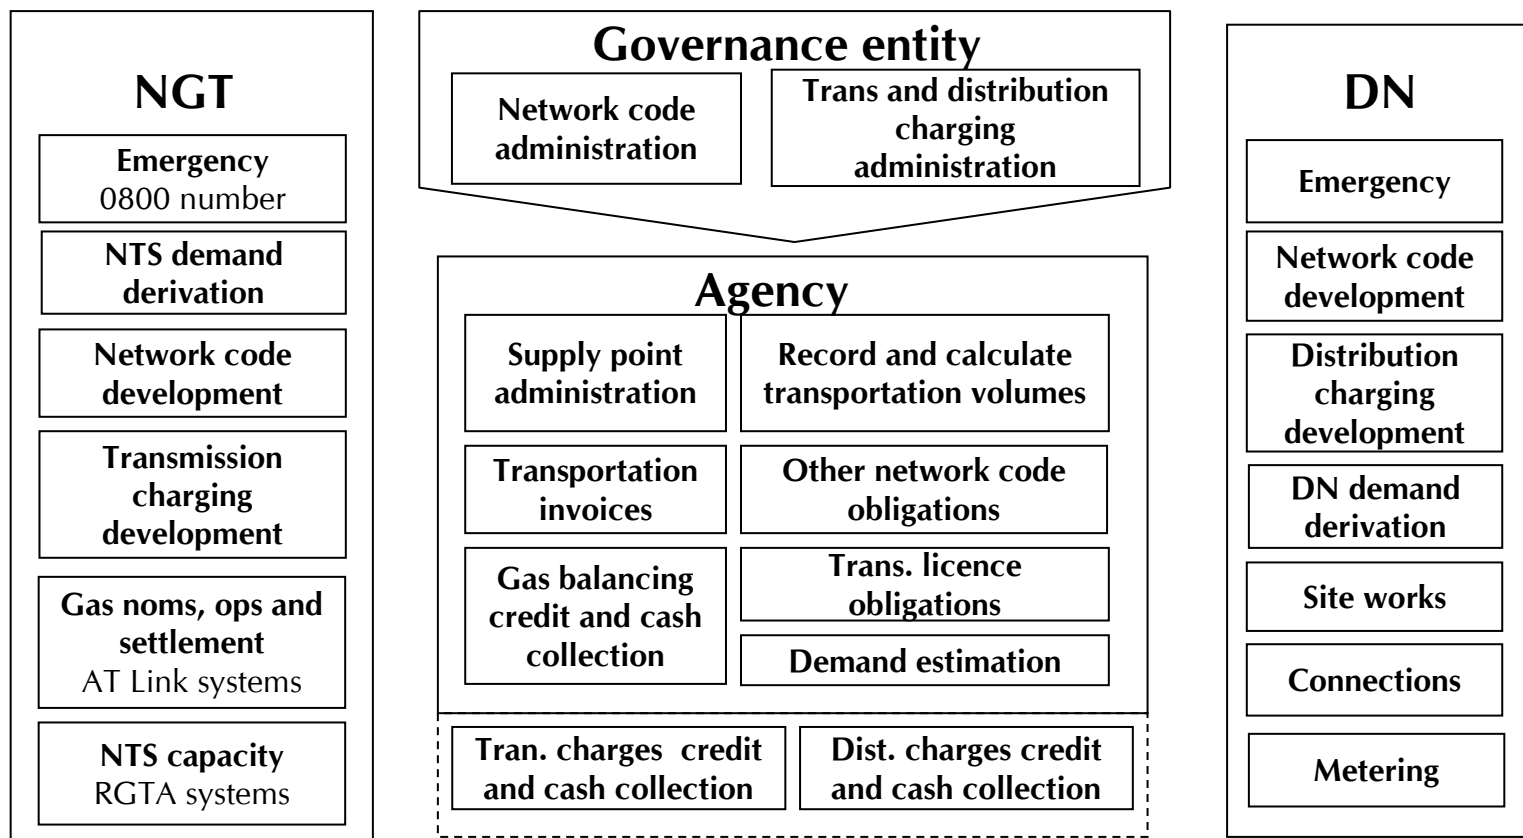 NGT
Emergency
0800 number
NTS demand
derivation
Network code
development
Transmission
charging
development
Gas noms, ops and
settlement
AT Link systems
NTS capacity
RGTA systems
Governance entity
Network code
administration
Trans and distribution
charging
administration
Agency
Supply point
administration
Record and calculate
transportation volumes
Transportation
invoices
Other network code
obligations
Gas balancing
credit and cash
collection
Trans. licence
obligations
Demand estimation
Tran. charges  credit
and cash collection
Dist. charges credit
and cash collection
DN
Emergency
Network code
development
Distribution
charging
development
DN demand
derivation
Site works
Connections
Metering